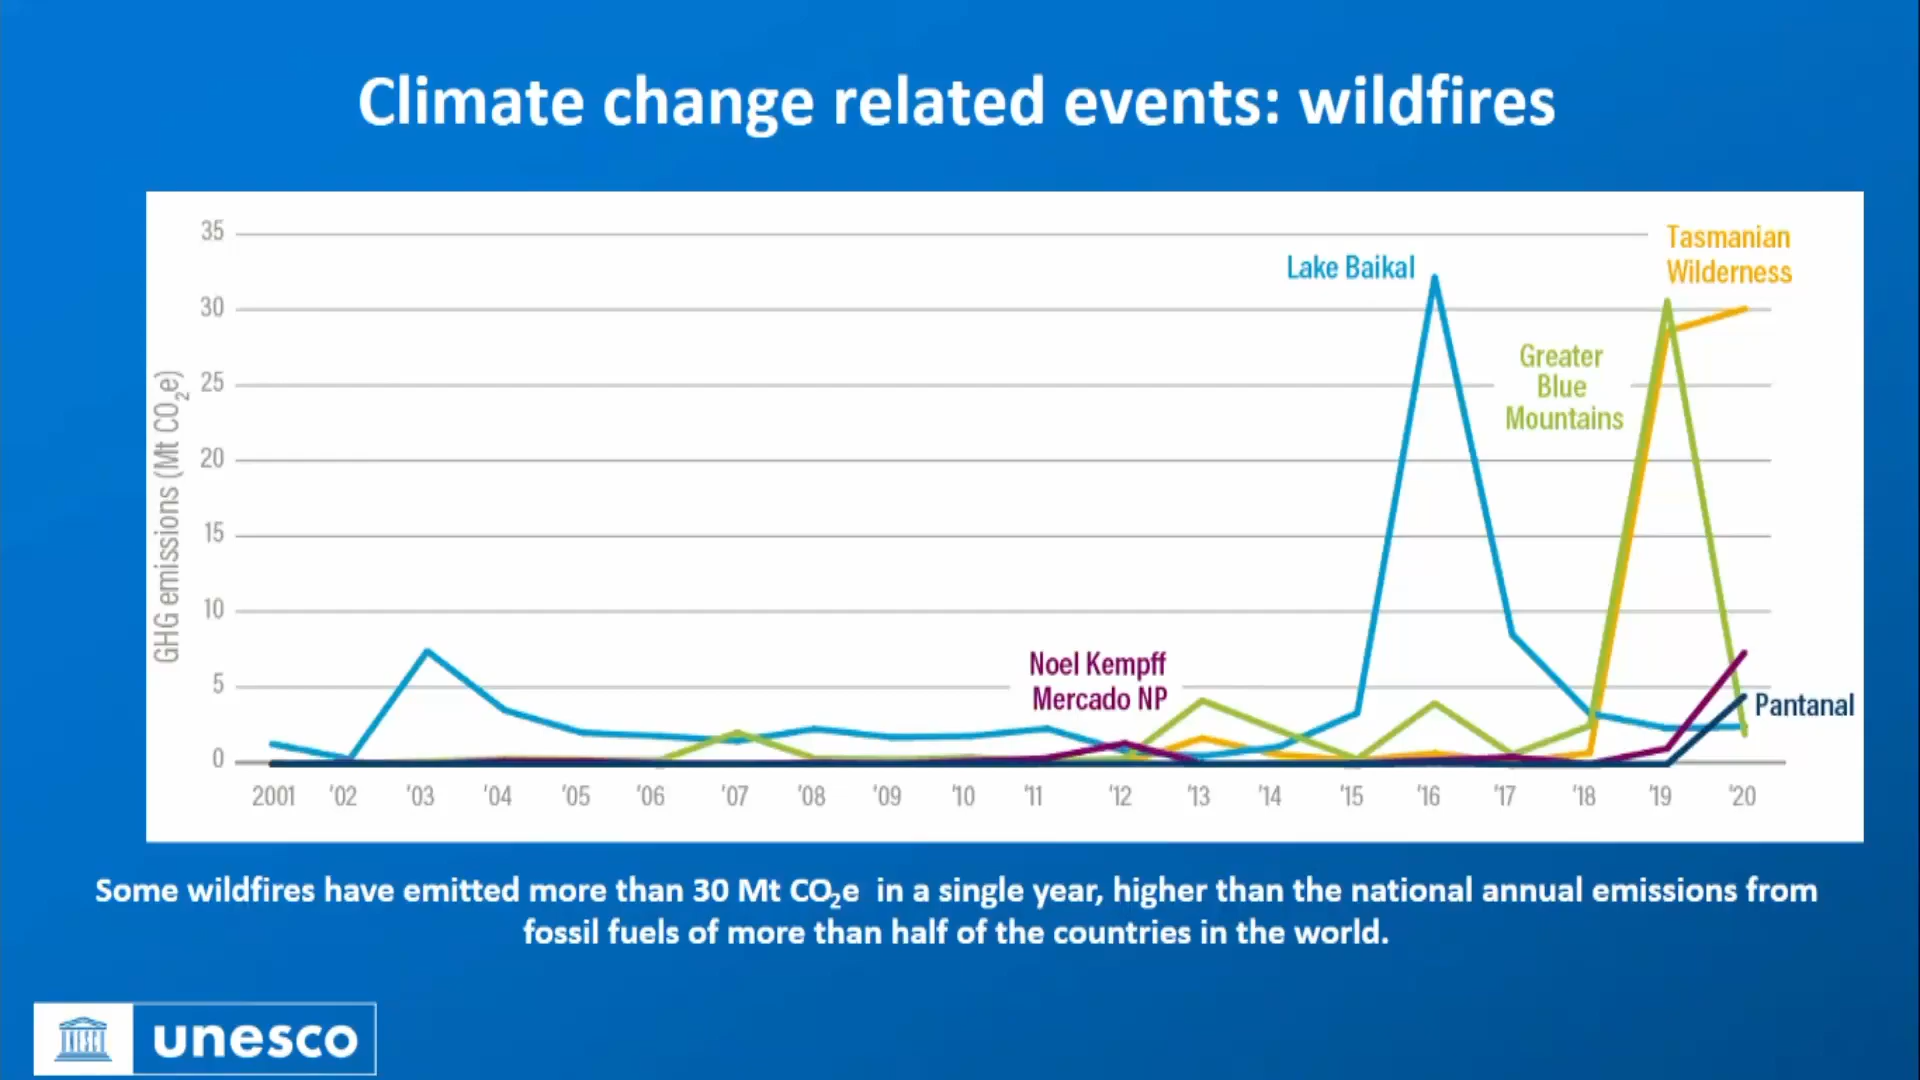 Climate change related events: wildfires
35
30
25
20
15
10
5
0
GHG emissions (Mt CO₂e)
Lake Baikal
Tasmanian
Wilderness
Greater
Blue
Mountains
Noel Kempff
Mercado NP
Pantanal
2001 '02 '03 '04 '05 '06 '07 '08 '09 '10 '11 '12 '13 '14 '15 '16 '17 '18 '19 '20
Some wildfires have emitted more than 30 Mt CO₂e in a single year, higher than the national annual emissions from
fossil fuels of more than half of the countries in the world.
unesco